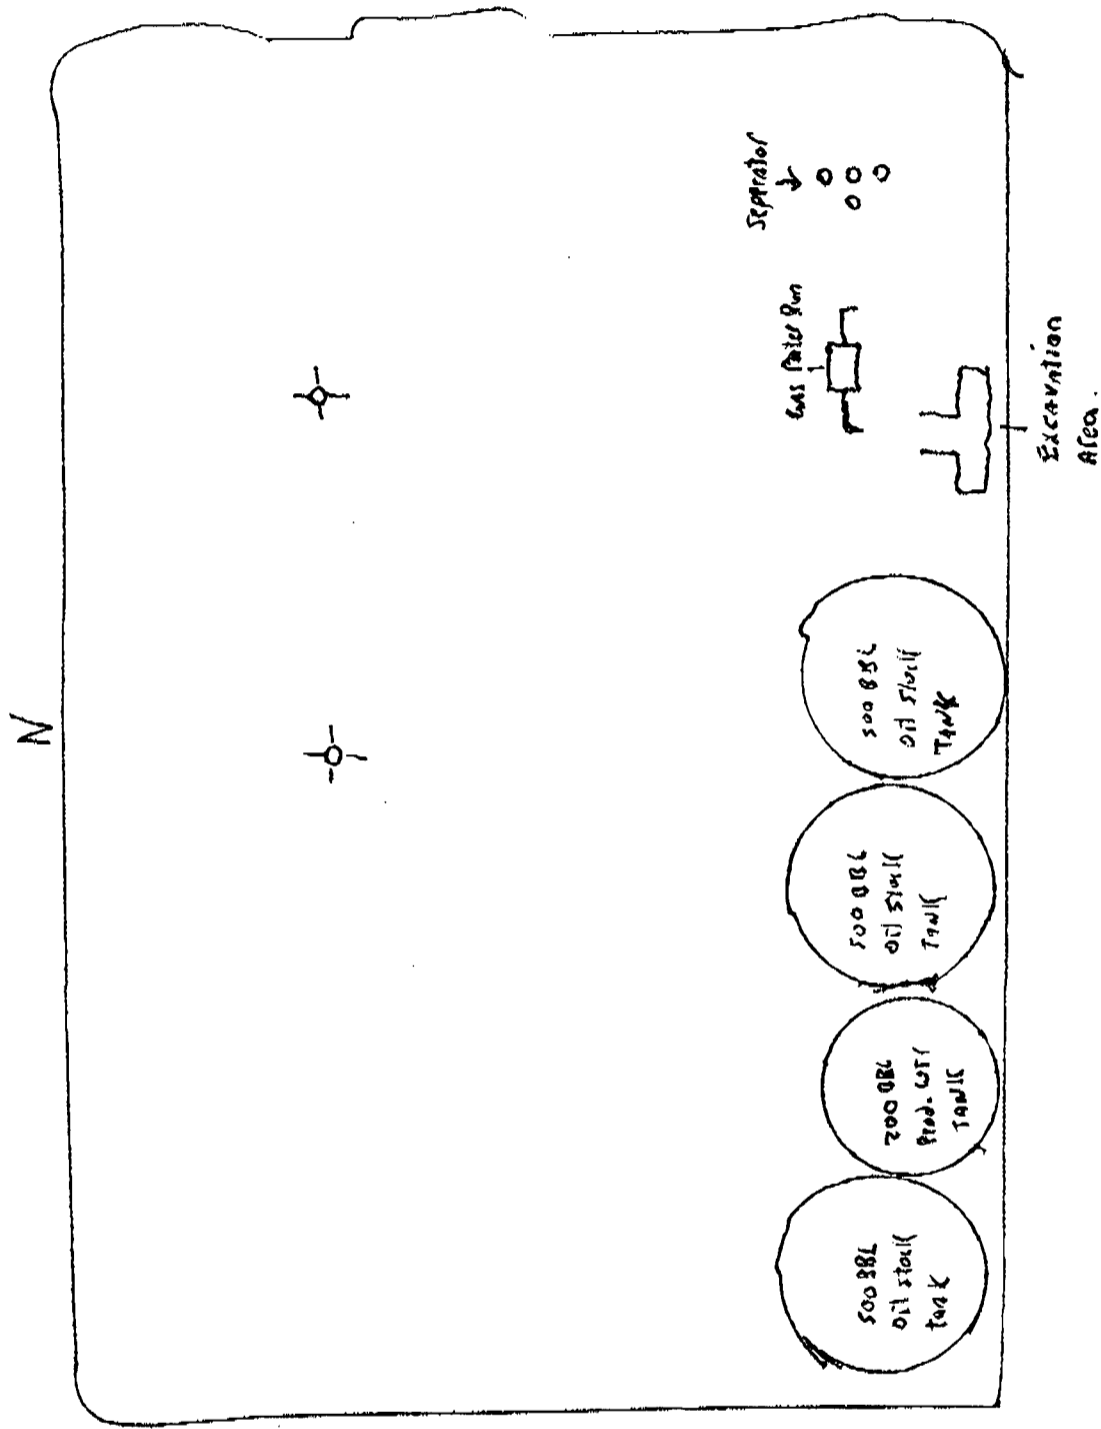 N
500 BBL
oil stock
tank
200 BBL
Prod. WTr
TANK
500 BBL
oil stock
TANK
500 BBL
oil stock
TANK
Gas Meter Run
Separator
Excavation
Area.